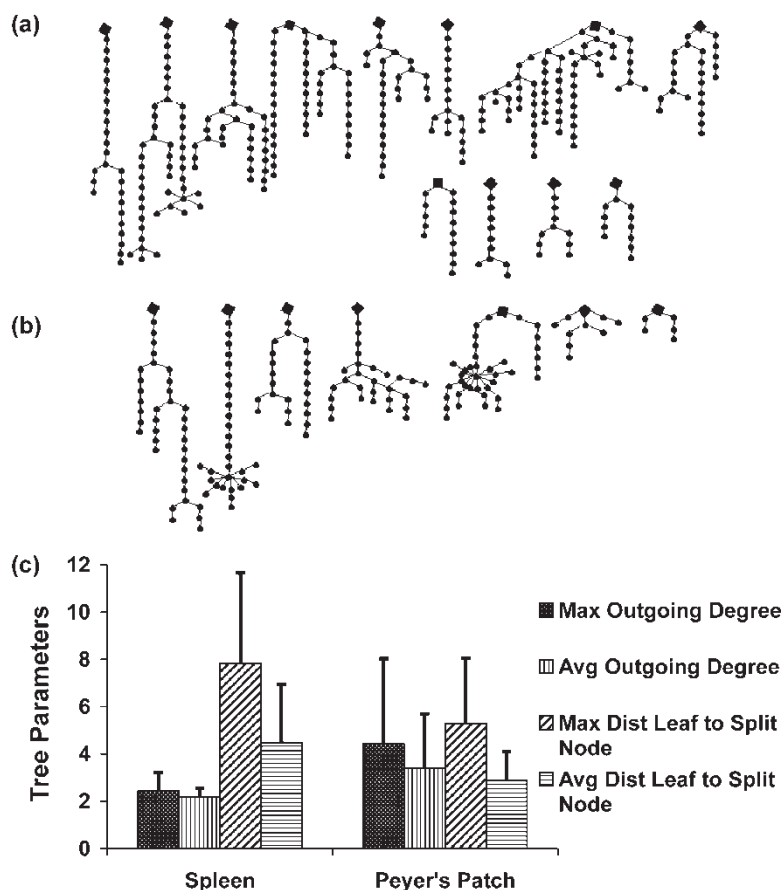 (a)
(b)
(c)
Tree Parameters
12
10
8
6
4
2
0
Spleen
Peyer's Patch
Max Outgoing Degree
Avg Outgoing Degree
Max Dist Leaf to Split
Node
Avg Dist Leaf to Split
Node